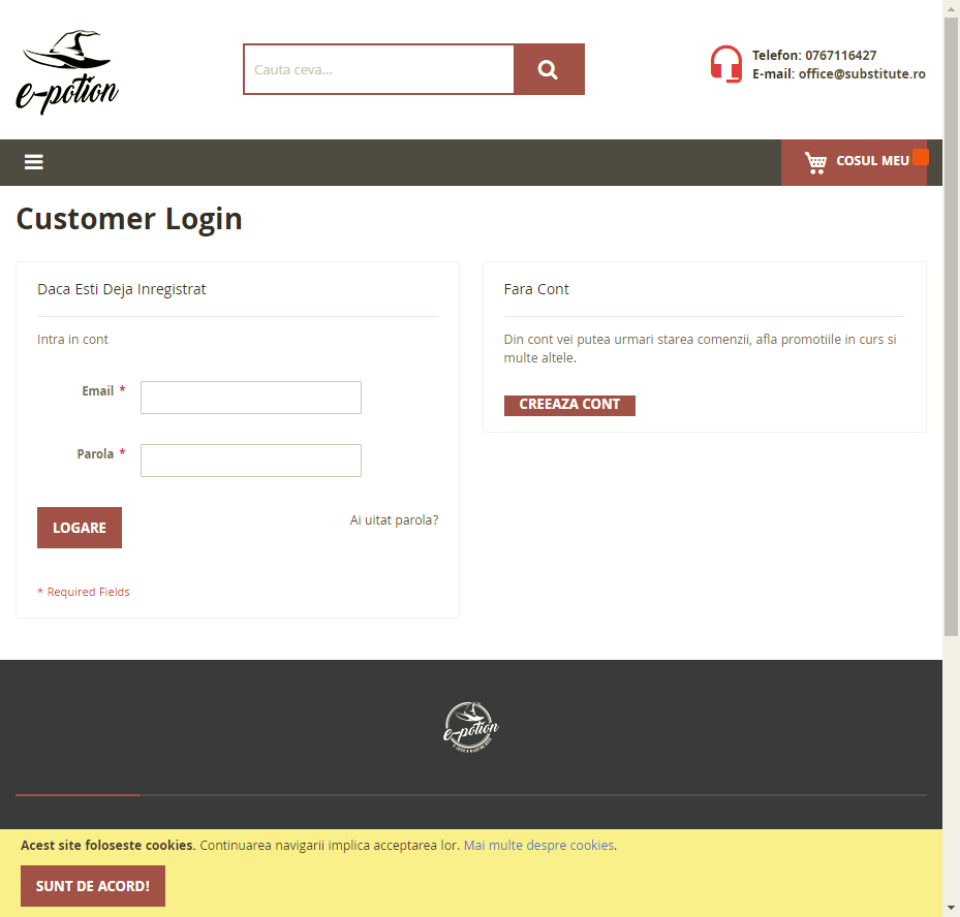 e-potion
Cauta ceva...
Telefon: 0767116427
E-mail: office@substitute.ro
COSUL MEU
Customer Login
Daca Esti Deja Inregistrat
Intra in cont
Email *
Parola *
LOGARE
Ai uitat parola?
* Required Fields
Fara Cont
Din cont vei putea urmari starea comenzii, afla promotiile in curs si
multe altele.
CREEAZA CONT
e-potion
Acest site foloseste cookies. Continuarea navigarii implica acceptarea lor. Mai multe despre cookies.
SUNT DE ACORD!